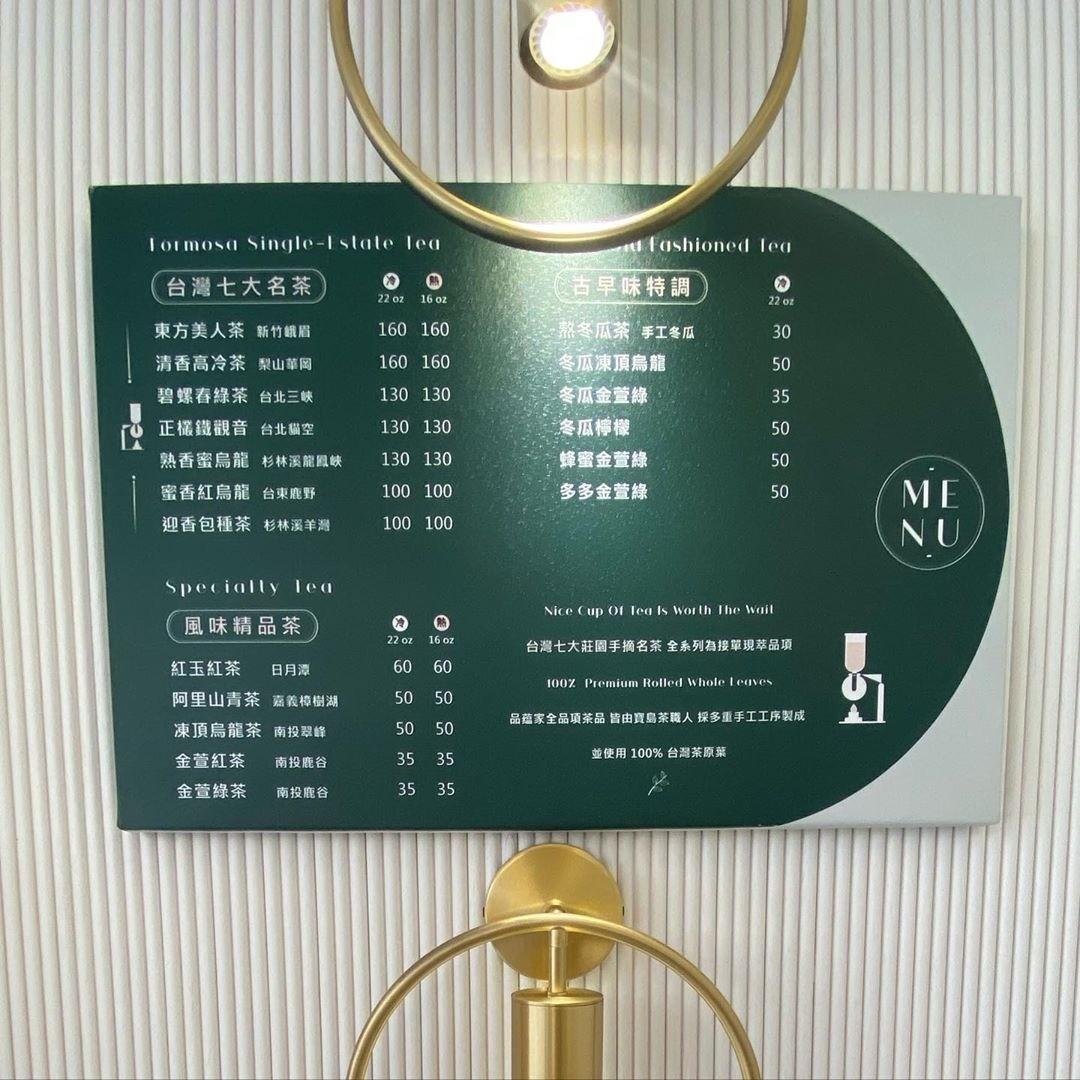 Formosa Single-Estate Tea
台灣七大名茶 冷 熱
22 oz 16 oz
東方美人茶 新竹峨眉 160 160
清香高冷茶 梨山華岡 160 160
碧螺春綠茶 台北三峽 130 130
正欉鐵觀音 台北貓空 130 130
熟香蜜烏龍 杉林溪龍鳳峽 130 130
蜜香紅烏龍 台東鹿野 100 100
迎香包種茶 杉林溪羊灣 100 100
Specialty Tea
風味精品茶 冷 熱
22 oz 16 oz
紅玉紅茶 日月潭 60 60
阿里山青茶 嘉義樟樹湖 50 50
凍頂烏龍茶 南投翠峰 50 50
金萱紅茶 南投鹿谷 35 35
金萱綠茶 南投鹿谷 35 35
Fashioned Tea
古早味特調 冷
22 oz
熬冬瓜茶 手工冬瓜 30
冬瓜凍頂烏龍 50
冬瓜金萱綠 35
冬瓜檸檬 50
蜂蜜金萱綠 50
多多金萱綠 50
Nice Cup Of Tea Is Worth The Wait
台灣七大莊園手摘名茶 全系列為接單現萃品項
100% Premium Rolled Whole Leaves
品蘊家全品項茶品 皆由寶島茶職人 採多重手工工序製成
並使用 100% 台灣茶原葉
ME
NU